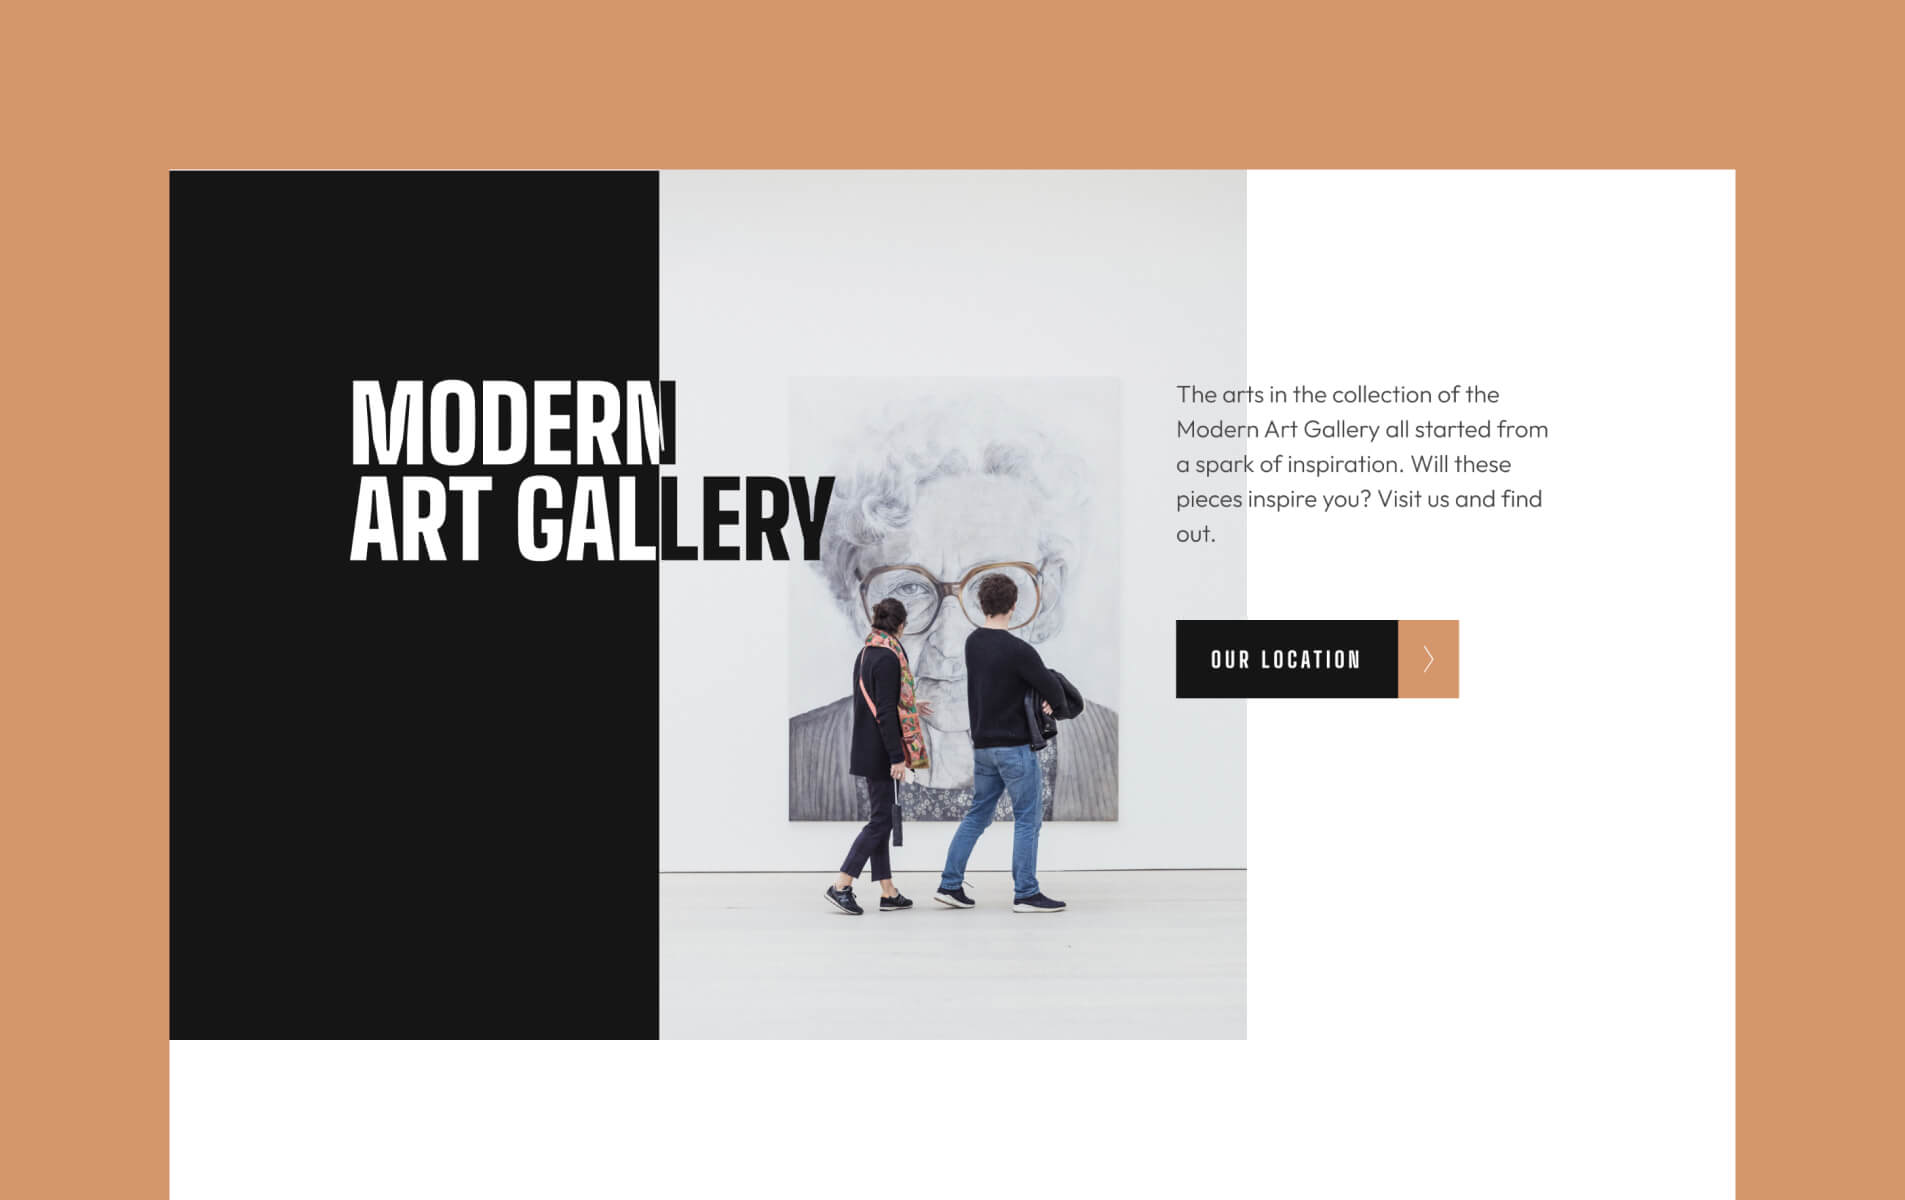 MODERN
ART GALLERY
The arts in the collection of the
Modern Art Gallery all started from
a spark of inspiration. Will these
pieces inspire you? Visit us and find
out.
OUR LOCATION